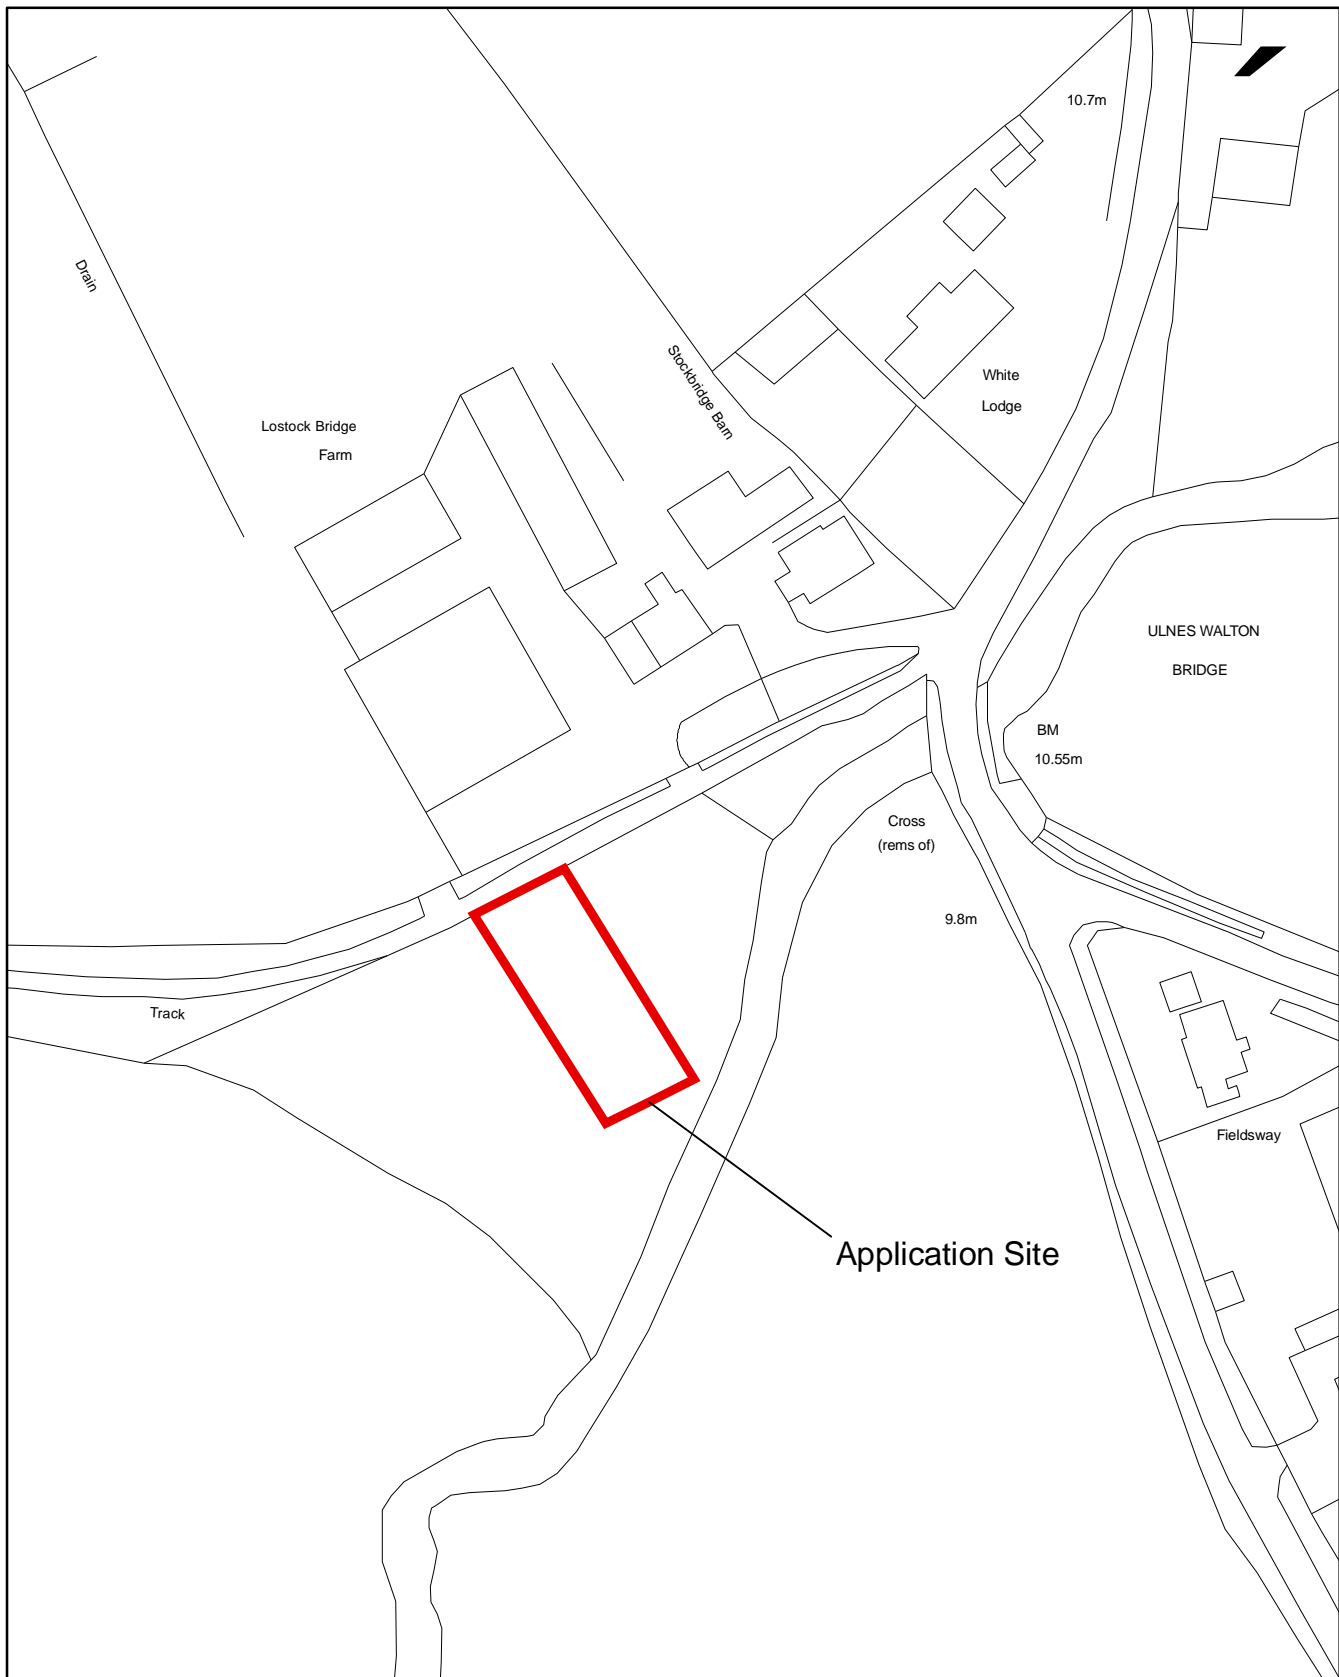 10.7m
Drain
Stockbridge Barn
White
Lodge
Lostock Bridge
Farm
ULNES WALTON
BRIDGE
BM
10.55m
Cross
(rems of)
9.8m
Track
Fieldsway
Application Site